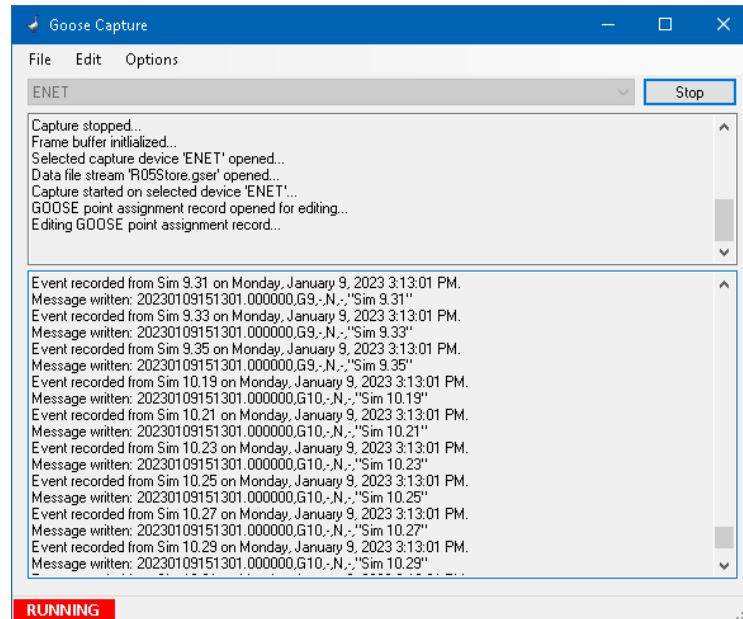 Goose Capture
File Edit Options
ENET
Stop
Capture stopped...
Frame buffer initlialized...
Selected capture device 'ENET' opened...
Data file stream 'R05Store.gser' opened...
Capture started on selected device 'ENET'...
GOOSE point assignment record opened for editing...
Editing GOOSE point assignment record...
Event recorded from Sim 9.31 on Monday, January 9, 2023 3:13:01 PM.
Message written: 20230109151301.000000,G9,-,N,-,"Sim 9.31"
Event recorded from Sim 9.33 on Monday, January 9, 2023 3:13:01 PM.
Message written: 20230109151301.000000,G9,-,N,-,"Sim 9.33"
Event recorded from Sim 9.35 on Monday, January 9, 2023 3:13:01 PM.
Message written: 20230109151301.000000,G9,-,N,-,"Sim 9.35"
Event recorded from Sim 10.19 on Monday, January 9, 2023 3:13:01 PM.
Message written: 20230109151301.000000,G10,-,N,-,"Sim 10.19"
Event recorded from Sim 10.21 on Monday, January 9, 2023 3:13:01 PM.
Message written: 20230109151301.000000,G10,-,N,-,"Sim 10.21"
Event recorded from Sim 10.23 on Monday, January 9, 2023 3:13:01 PM.
Message written: 20230109151301.000000,G10,-,N,-,"Sim 10.23"
Event recorded from Sim 10.25 on Monday, January 9, 2023 3:13:01 PM.
Message written: 20230109151301.000000,G10,-,N,-,"Sim 10.25"
Event recorded from Sim 10.27 on Monday, January 9, 2023 3:13:01 PM.
Message written: 20230109151301.000000,G10,-,N,-,"Sim 10.27"
Event recorded from Sim 10.29 on Monday, January 9, 2023 3:13:01 PM.
Message written: 20230109151301.000000,G10,-,N,-,"Sim 10.29"
RUNNING